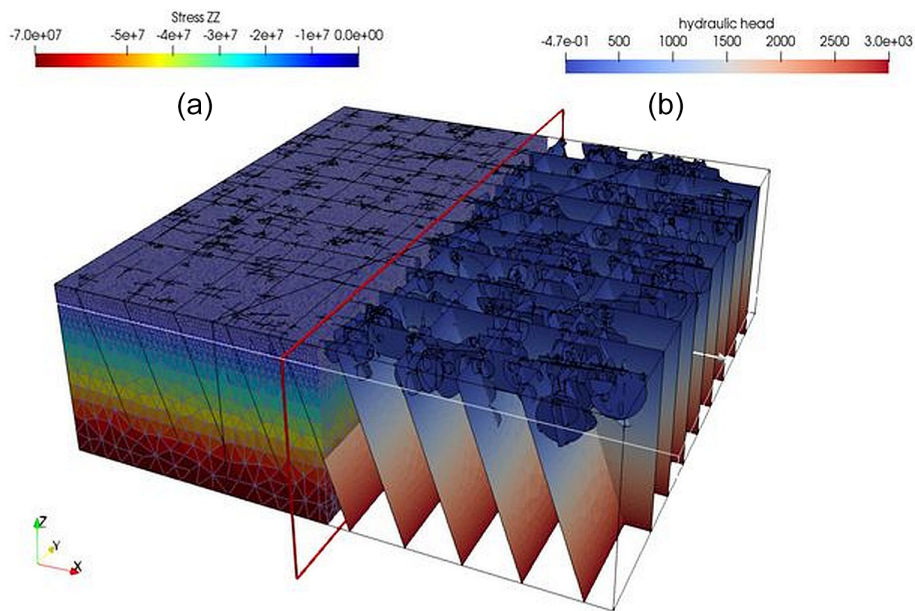 Stress ZZ
-7.0e+07 -5e+7 -4e+7 -3e+7 -2e+7 -1e+7 0.0e+00
hydraulic head
-4.7e-01 500 1000 1500 2000 2500 3.0e+03
(a) (b)
Z
Y
X